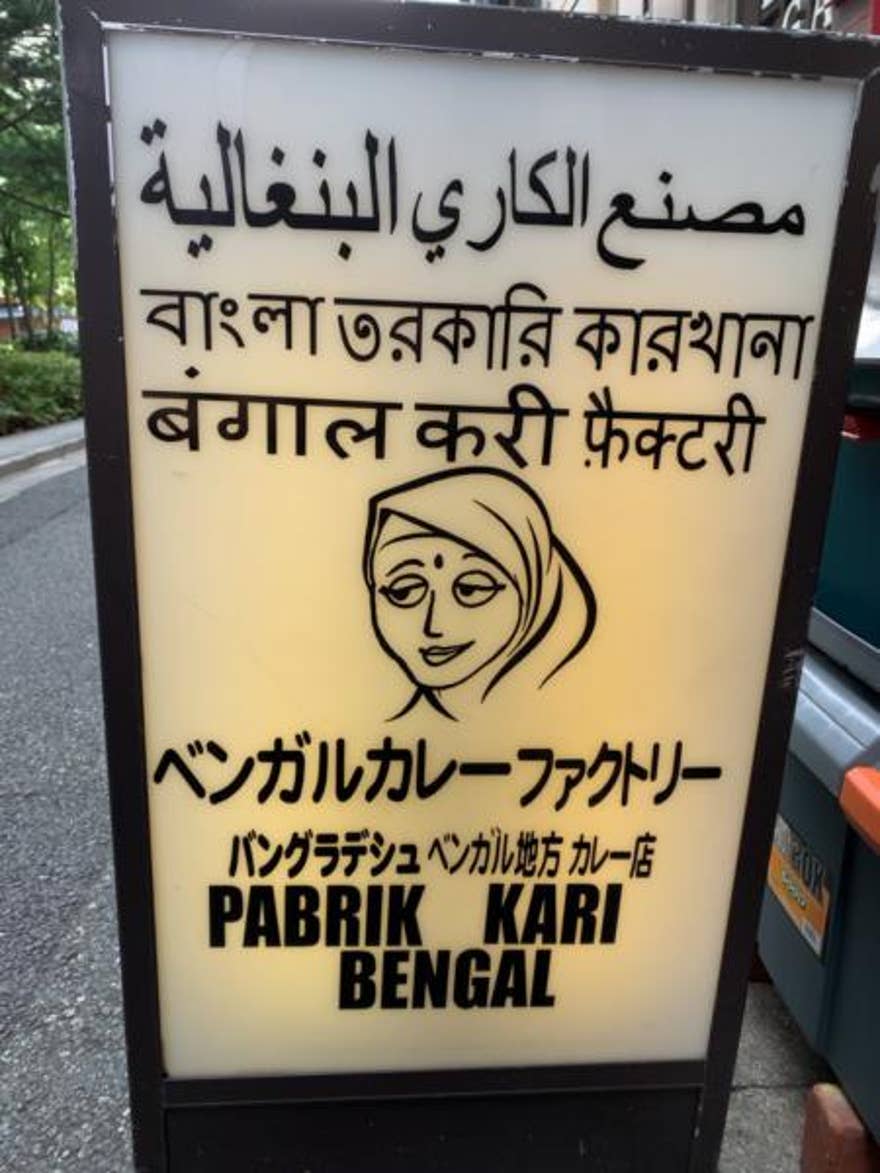 مصنع الكاري البنغالية
বাংলা তরকারি কারখানা
बंगाल करी फ़ैक्टरी
ベンガルカレーファクトリー
バングラデシュ ベンガル地方 カレー店
PABRIK KARI
BENGAL